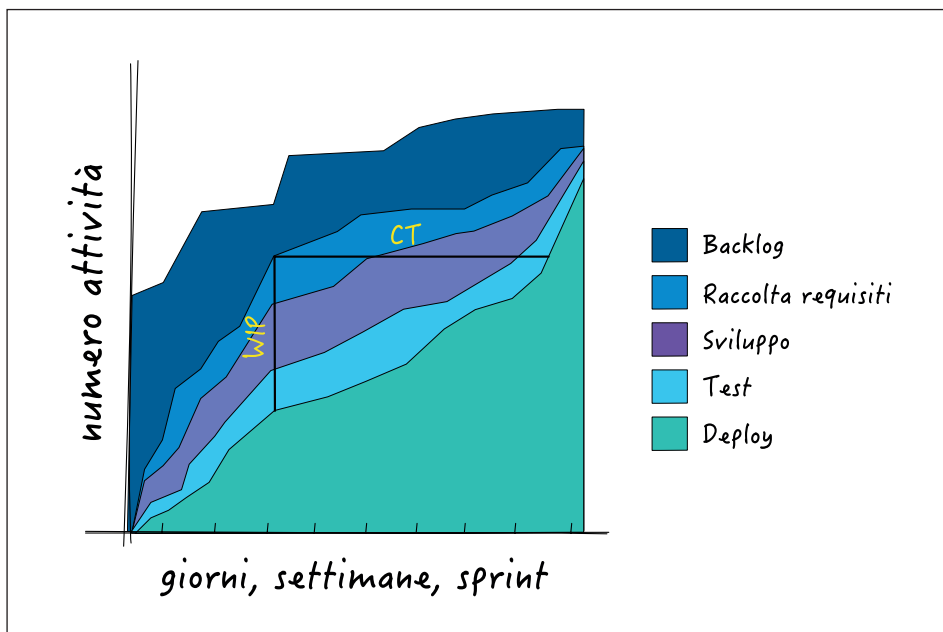 numero attività
CT
WIP
Backlog
Raccolta requisiti
Sviluppo
Test
Deploy
giorni, settimane, sprint